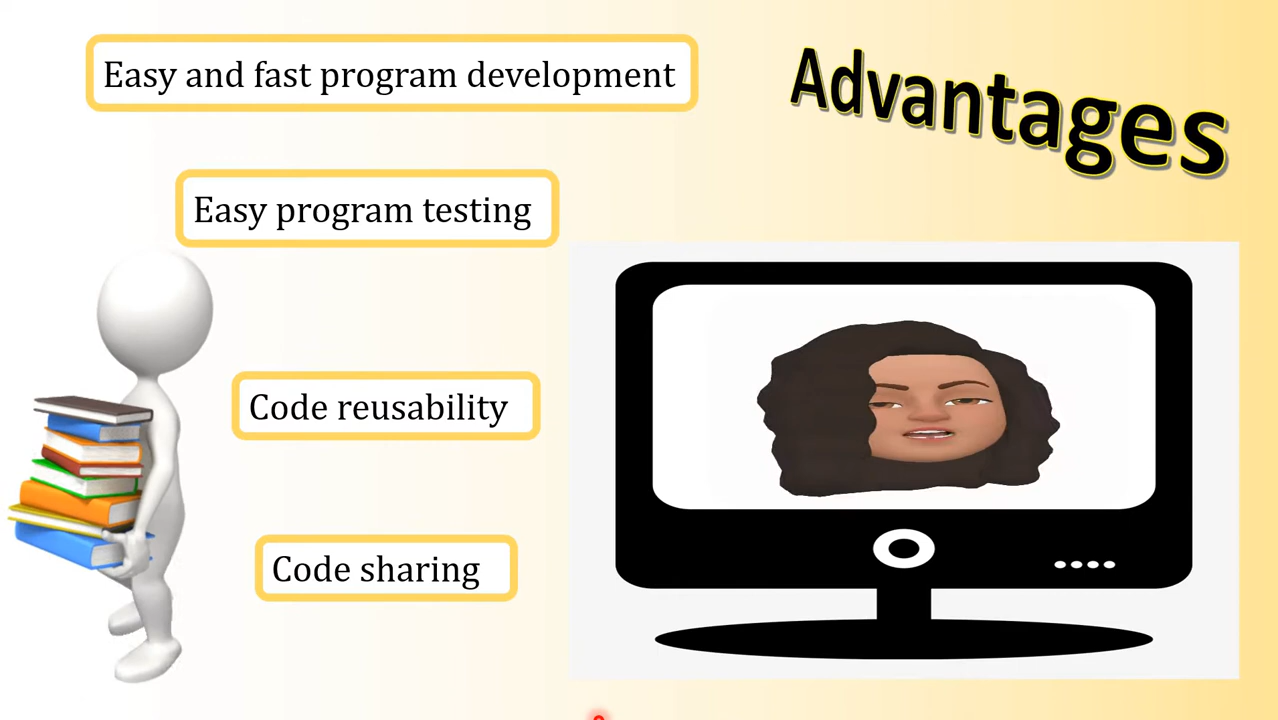 Advantages
Easy and fast program development
Easy program testing
Code reusability
Code sharing